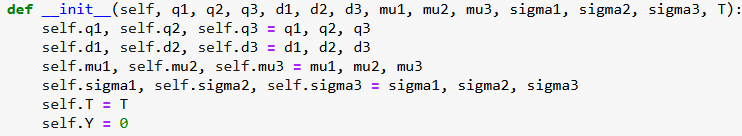 def __init__(self, q1, q2, q3, d1, d2, d3, mu1, mu2, mu3, sigma1, sigma2, sigma3, T):
    self.q1, self.q2, self.q3 = q1, q2, q3
    self.d1, self.d2, self.d3 = d1, d2, d3
    self.mu1, self.mu2, self.mu3 = mu1, mu2, mu3
    self.sigma1, self.sigma2, self.sigma3 = sigma1, sigma2, sigma3
    self.T = T
    self.Y = 0